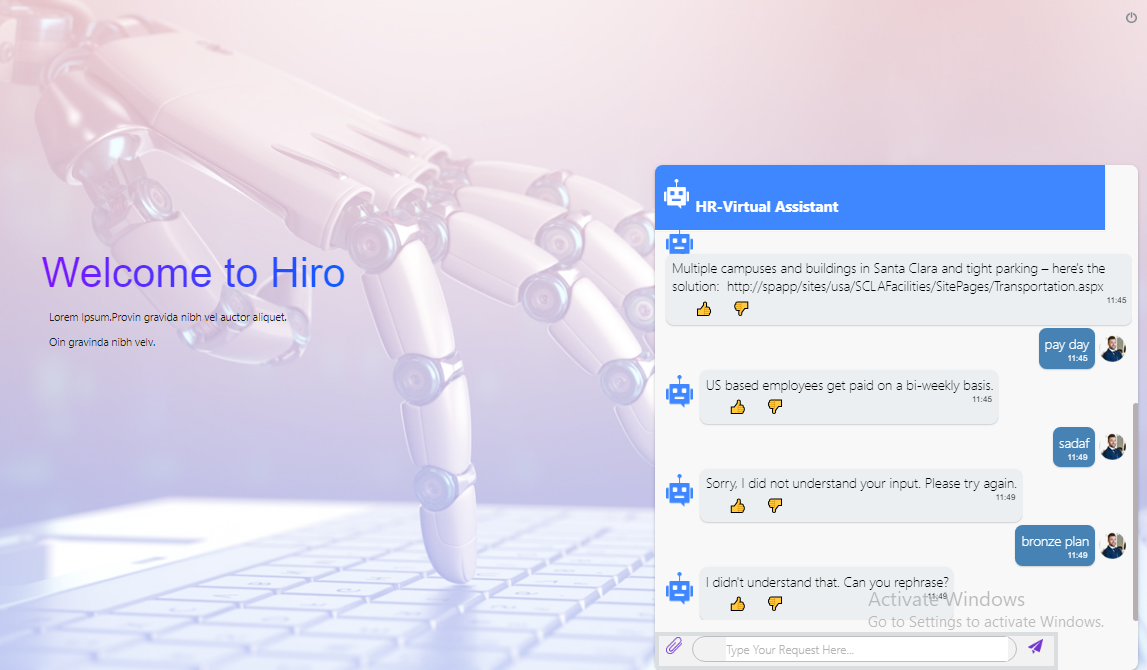 Welcome to Hiro
Lorem Ipsum.Provin gravida nibh vel auctor aliquet.
Oin gravinda nibh velv.
HR-Virtual Assistant
Multiple campuses and buildings in Santa Clara and tight parking – here's the
solution: http://spapp/sites/usa/SCLAFacilities/SitePages/Transportation.aspx
11:45
pay day
11:45
US based employees get paid on a bi-weekly basis.
11:45
sadaf
11:49
Sorry, I did not understand your input. Please try again.
11:49
bronze plan
11:49
I didn't understand that. Can you rephrase?
11:49
Activate Windows
Go to Settings to activate Windows.
Type Your Request Here...